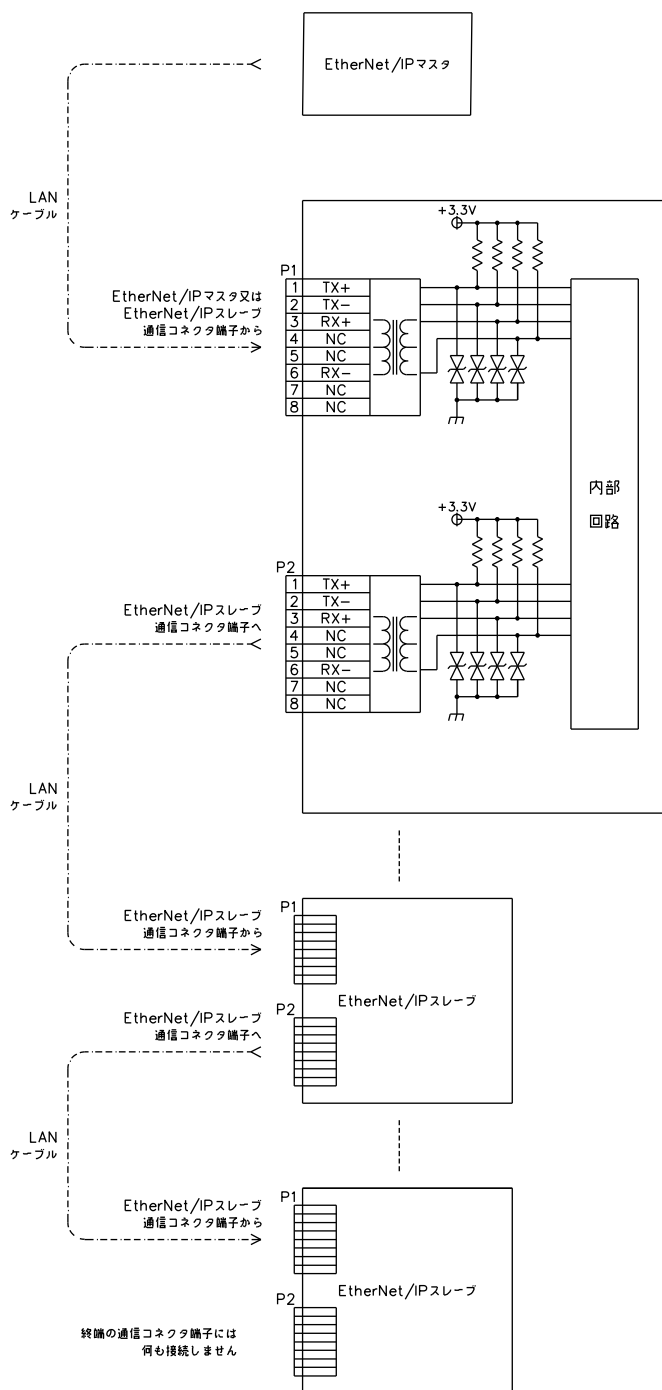 EtherNet/IPマスタ
LAN
ケーブル
+3.3V
P1
1 TX+
2 TX-
3 RX+
4 NC
5 NC
6 RX-
7 NC
8 NC
EtherNet/IPマスタ又は
EtherNet/IPスレーブ
通信コネクタ端子から
内部
回路
+3.3V
P2
1 TX+
2 TX-
3 RX+
4 NC
5 NC
6 RX-
7 NC
8 NC
EtherNet/IPスレーブ
通信コネクタ端子へ
LAN
ケーブル
P1
EtherNet/IPスレーブ
通信コネクタ端子から
EtherNet/IPスレーブ
P2
EtherNet/IPスレーブ
通信コネクタ端子へ
LAN
ケーブル
P1
EtherNet/IPスレーブ
通信コネクタ端子から
EtherNet/IPスレーブ
P2
終端の通信コネクタ端子には
何も接続しません